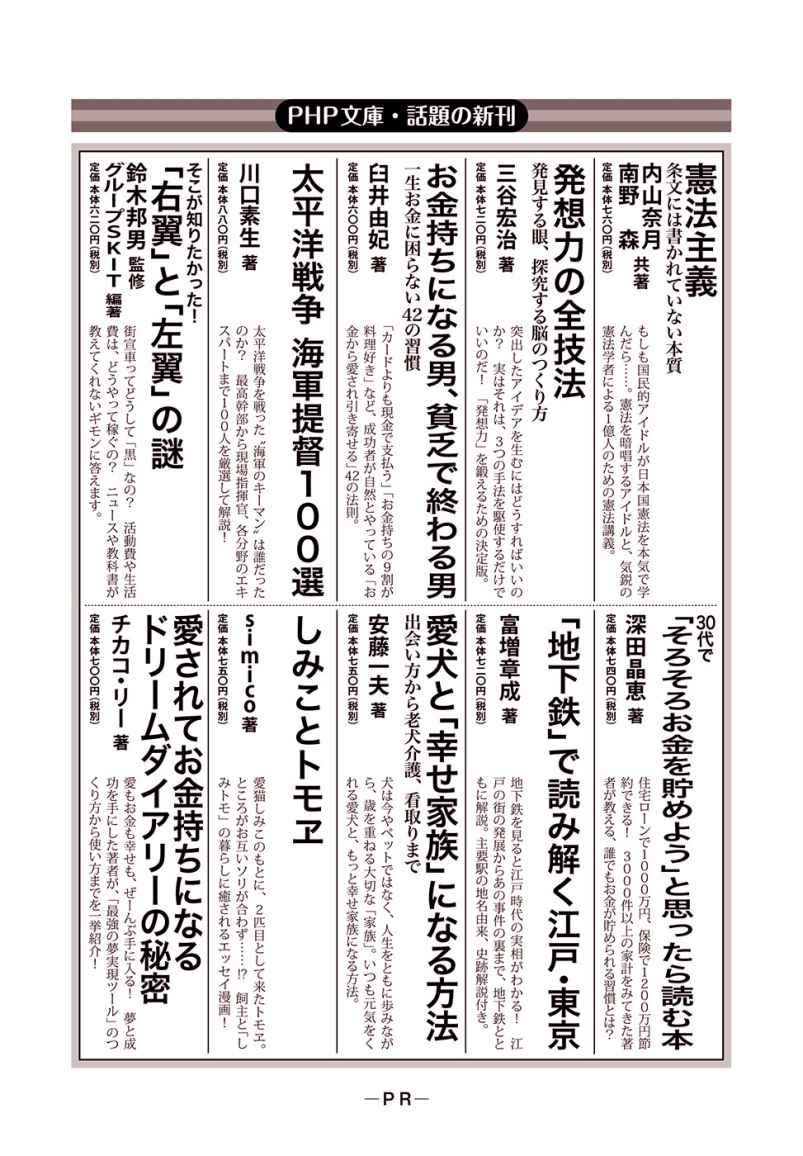 PHP文庫・話題の新刊
憲法主義
条文には書かれていない本質
内山奈月
南野 森 共著
定価 本体七六〇円(税別)
もしも国民的アイドルが日本国憲法を本気で学
んだら……。憲法を暗唱するアイドルと、気鋭の
憲法学者による1億人のための憲法講義。
発想力の全技法
発見する眼、探究する脳のつくり方
三谷宏治 著
定価 本体七二〇円(税別)
突出したアイデアを生むにはどうすればいいの
か? 実はそれは、3つの手法を駆使するだけで
いいのだ! 「発想力」を鍛えるための決定版。
お金持ちになる男、貧乏で終わる男
一生お金に困らない42の習慣
臼井由妃 著
定価 本体六〇〇円(税別)
「カードよりも現金で支払う」「お金持ちの9割が
料理好き」など、成功者が自然とやっている「お
金から愛され引き寄せる」42の法則。
太平洋戦争 海軍提督100選
川口素生 著
定価 本体八八〇円(税別)
太平洋戦争を戦った“海軍のキーマン”は誰だった
のか? 最高幹部から現場指揮官、各分野のエキ
スパートまで100人を厳選して解説!
そこが知りたかった!
「右翼」と「左翼」の謎
鈴木邦男 監修
グループSKIT 編著
定価 本体六二〇円(税別)
街宣車ってどうして「黒」なの? 活動費や生活
費は、どうやって稼ぐの? ニュースや教科書が
教えてくれないギモンに答えます。
30代で
「そろそろお金を貯めよう」と思ったら読む本
深田晶恵 著
定価 本体七四〇円(税別)
住宅ローンで1000万円、保険で1200万円節
約できる! 3000件以上の家計をみてきた著
者が教える、誰でもお金が貯められる習慣とは?
「地下鉄」で読み解く江戸・東京
富増章成 著
定価 本体七二〇円(税別)
地下鉄を見ると江戸時代の実相がわかる! 江
戸の街の発展からあの事件の裏まで、地下鉄とと
もに解説。主要駅の地名由来、史跡解説付き。
愛犬と「幸せ家族」になる方法
出会い方から老犬介護、看取りまで
安藤一夫 著
定価 本体七五〇円(税別)
犬は今やペットではなく、人生をともに歩みなが
ら、歳を重ねる大切な「家族」。いつも元気をく
れる愛犬と、もっと幸せ家族になる方法。
しみことトモヱ
simico 著
定価 本体七五〇円(税別)
愛猫しみこのもとに、2匹目として来たトモヱ。
ところがお互いソリが合わず……!? 飼主と「し
みトモ」の暮らしに癒されるエッセイ漫画!
愛されてお金持ちになる
ドリームダイアリーの秘密
チカコ・リー 著
定価 本体七〇〇円(税別)
愛もお金も幸せも、ぜーんぶ手に入る! 夢と成
功を手にした著者が、「最強の夢実現ツール」のつ
くり方から使い方までを一挙紹介!
―PR―